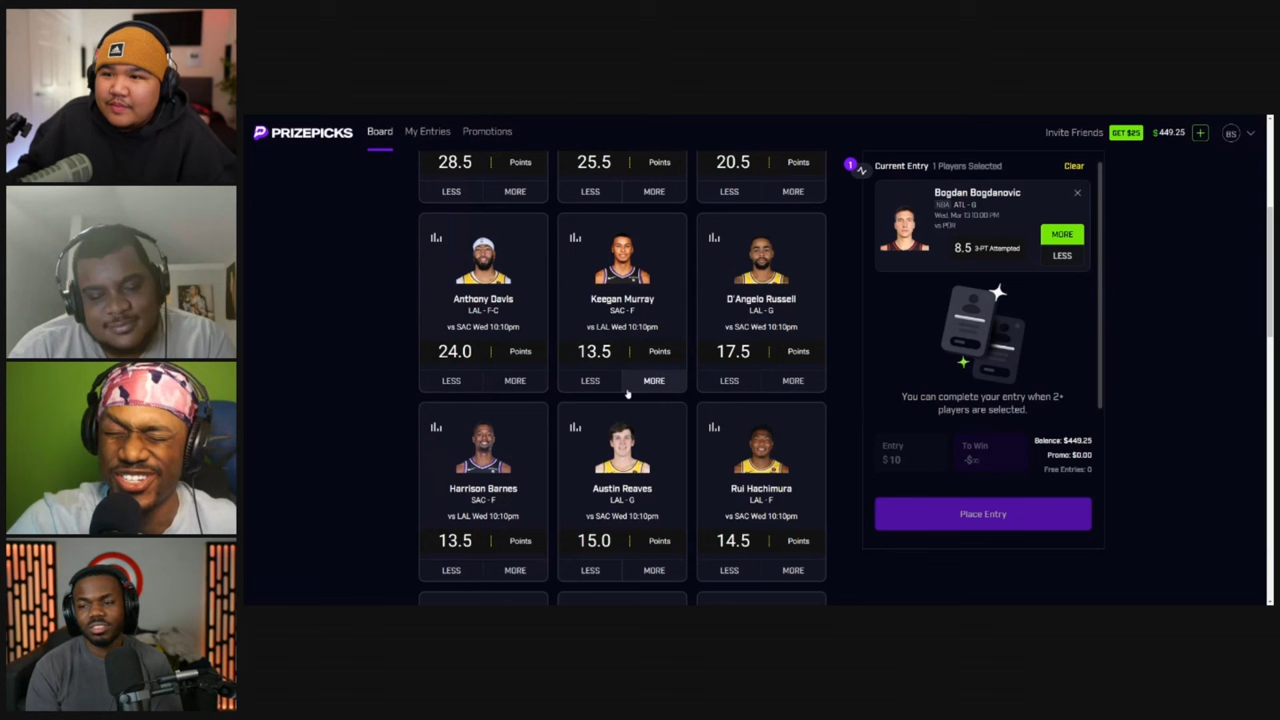 PRIZEPICKS
Board
My Entries
Promotions
Invite Friends
GET $25
$449.25
+
BS
28.5 | Points
25.5 | Points
20.5 | Points
LESS MORE
LESS MORE
LESS MORE
Anthony Davis
LAL - F-C
vs SAC Wed 10:10pm
24.0 | Points
LESS MORE
Keegan Murray
SAC - F
vs LAL Wed 10:10pm
13.5 | Points
LESS MORE
D'Angelo Russell
LAL - G
vs SAC Wed 10:10pm
17.5 | Points
LESS MORE
Harrison Barnes
SAC - F
vs LAL Wed 10:10pm
13.5 | Points
LESS MORE
Austin Reaves
LAL - G
vs SAC Wed 10:10pm
15.0 | Points
LESS MORE
Rui Hachimura
LAL - F
vs SAC Wed 10:10pm
14.5 | Points
LESS MORE
1
Current Entry 1 Players Selected
Clear
Bogdan Bogdanovic
NBA ATL - G
Wed, Mar 13 10:00 PM
vs POR
8.5 3-PT Attempted
MORE
LESS
You can complete your entry when 2+
players are selected.
Entry
$10
To Win
Balance: $449.25
Promo: $0.00
Free Entries: 0
Place Entry